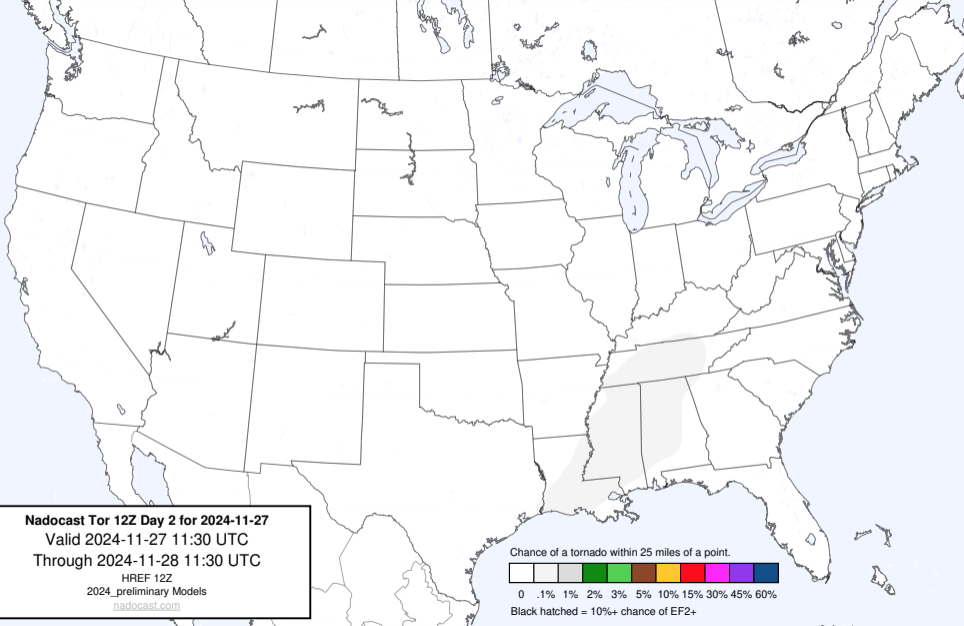 Nadocast Tor 12Z Day 2 for 2024-11-27
Valid 2024-11-27 11:30 UTC
Through 2024-11-28 11:30 UTC
HREF 12Z
2024_preliminary Models
nadocast.com
Chance of a tornado within 25 miles of a point.
0 .1% 1% 2% 3% 5% 10% 15% 30% 45% 60%
Black hatched = 10%+ chance of EF2+